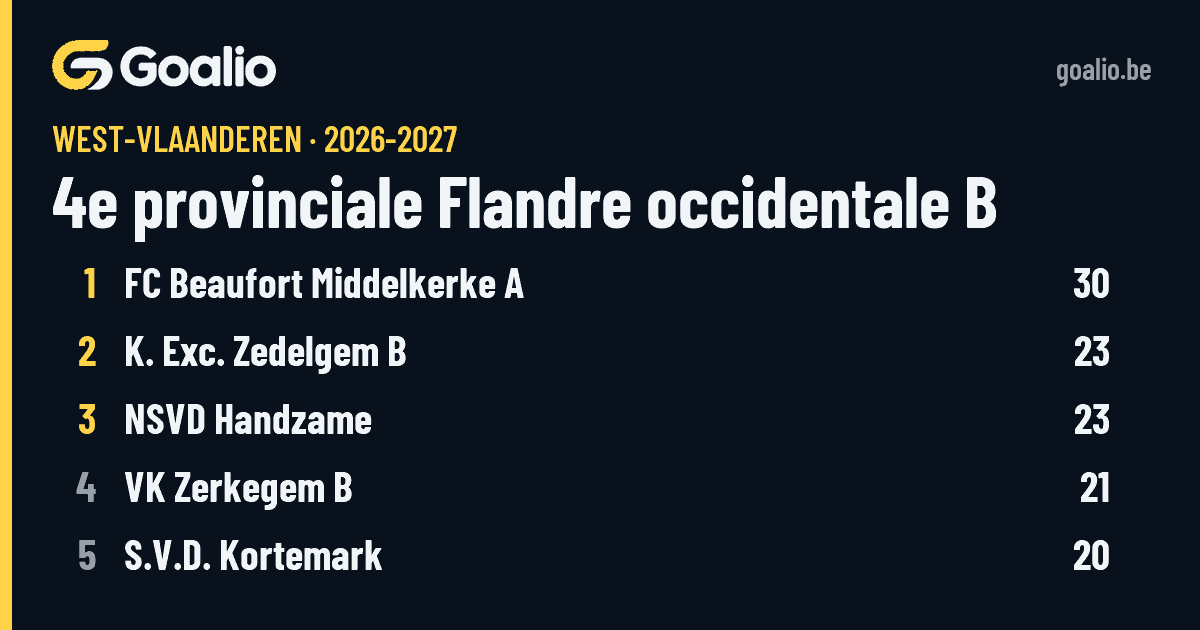 Goalio
goalio.be
WEST-VLAANDEREN · 2026-2027
4e provinciale Flandre occidentale B
1 FC Beaufort Middelkerke A 30
2 K. Exc. Zedelgem B 23
3 NSVD Handzame 23
4 VK Zerkegem B 21
5 S.V.D. Kortemark 20